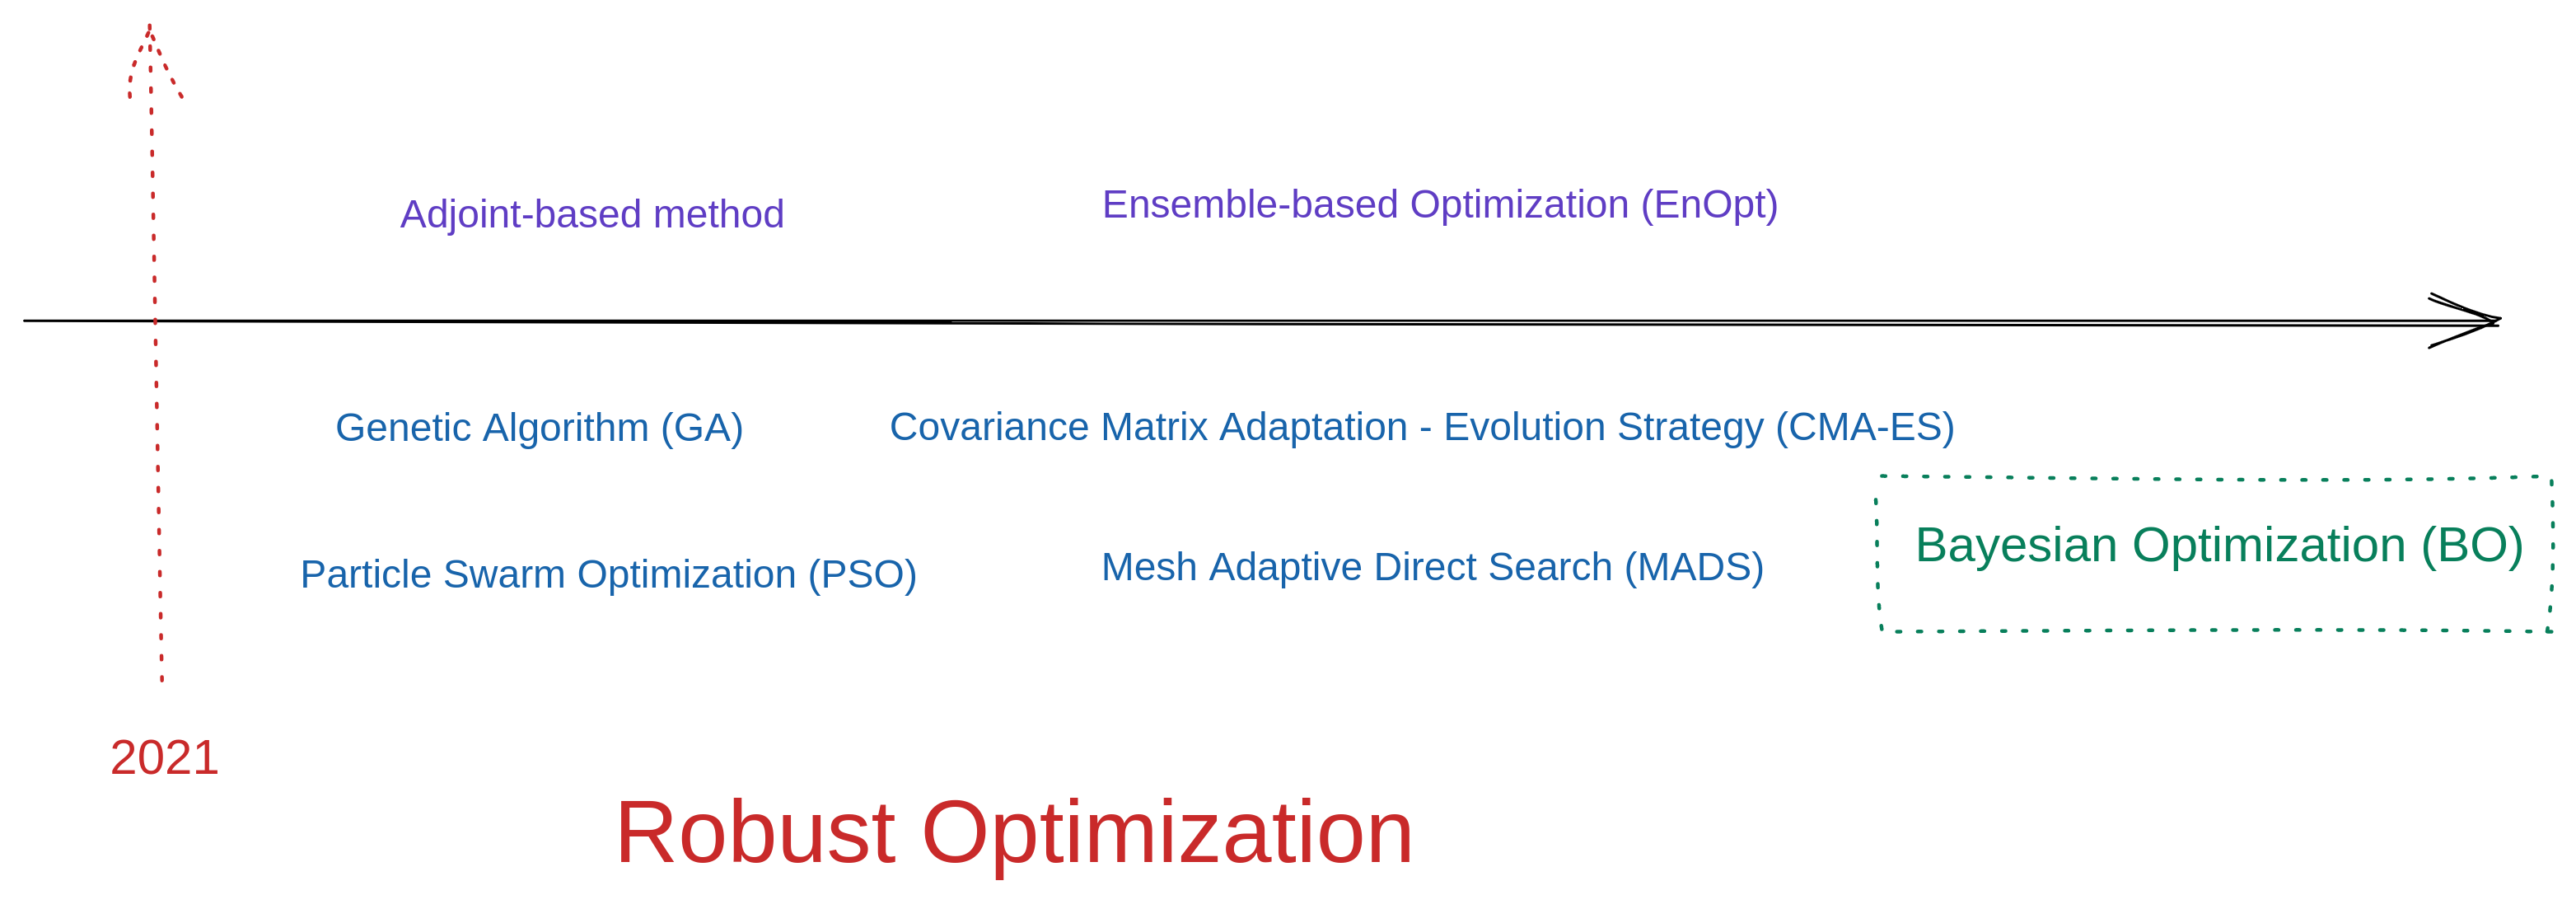 Adjoint-based method
Ensemble-based Optimization (EnOpt)
Genetic Algorithm (GA)
Covariance Matrix Adaptation - Evolution Strategy (CMA-ES)
Particle Swarm Optimization (PSO)
Mesh Adaptive Direct Search (MADS)
Bayesian Optimization (BO)
2021
Robust Optimization